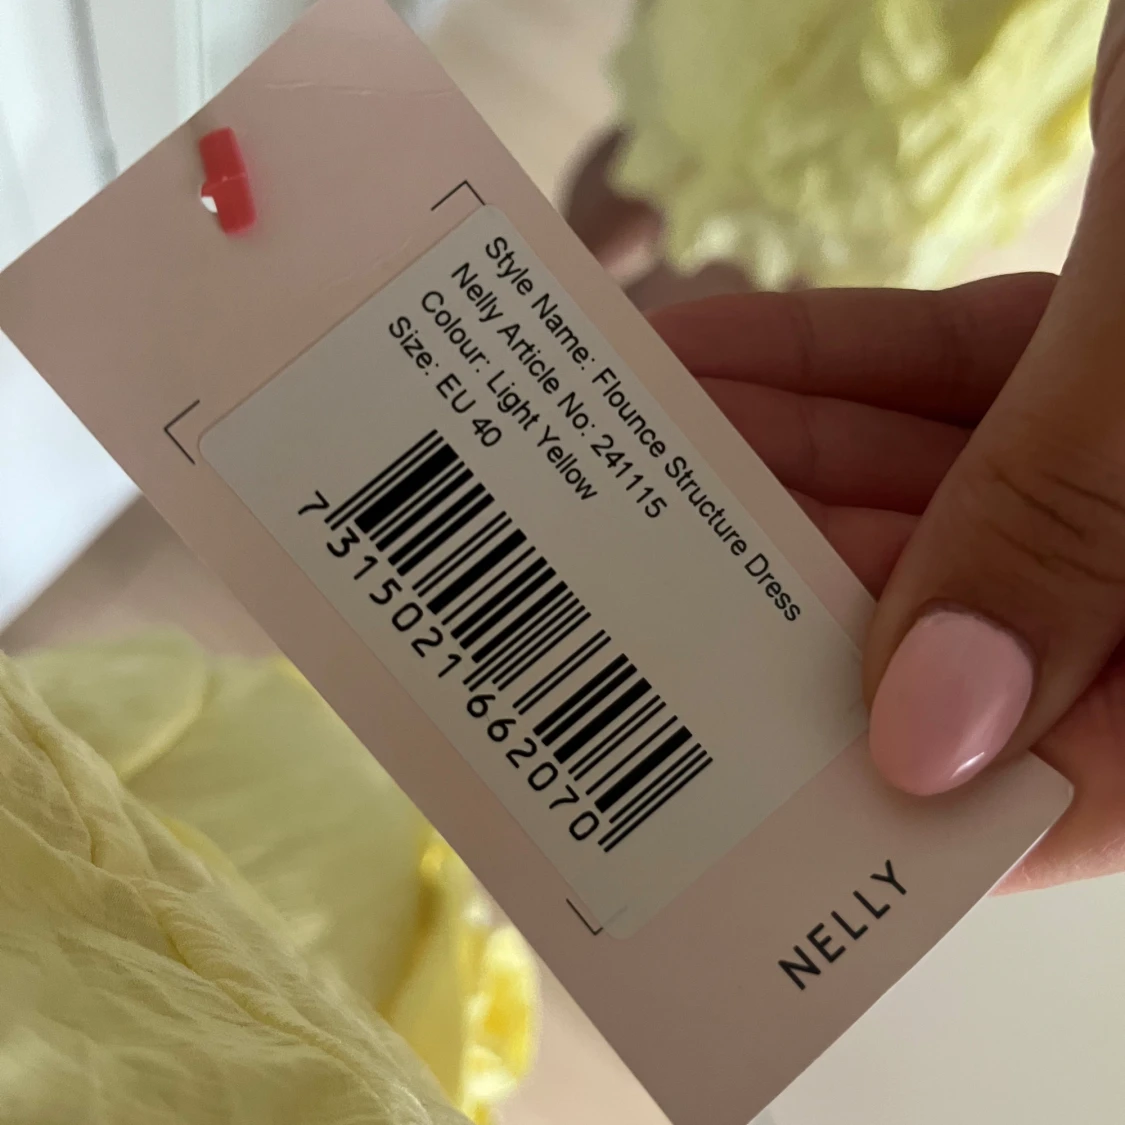 Style Name: Flounce Structure Dress
Nelly Article No: 241115
Colour: Light Yellow
Size: EU 40
7 315021 662070
NELLY